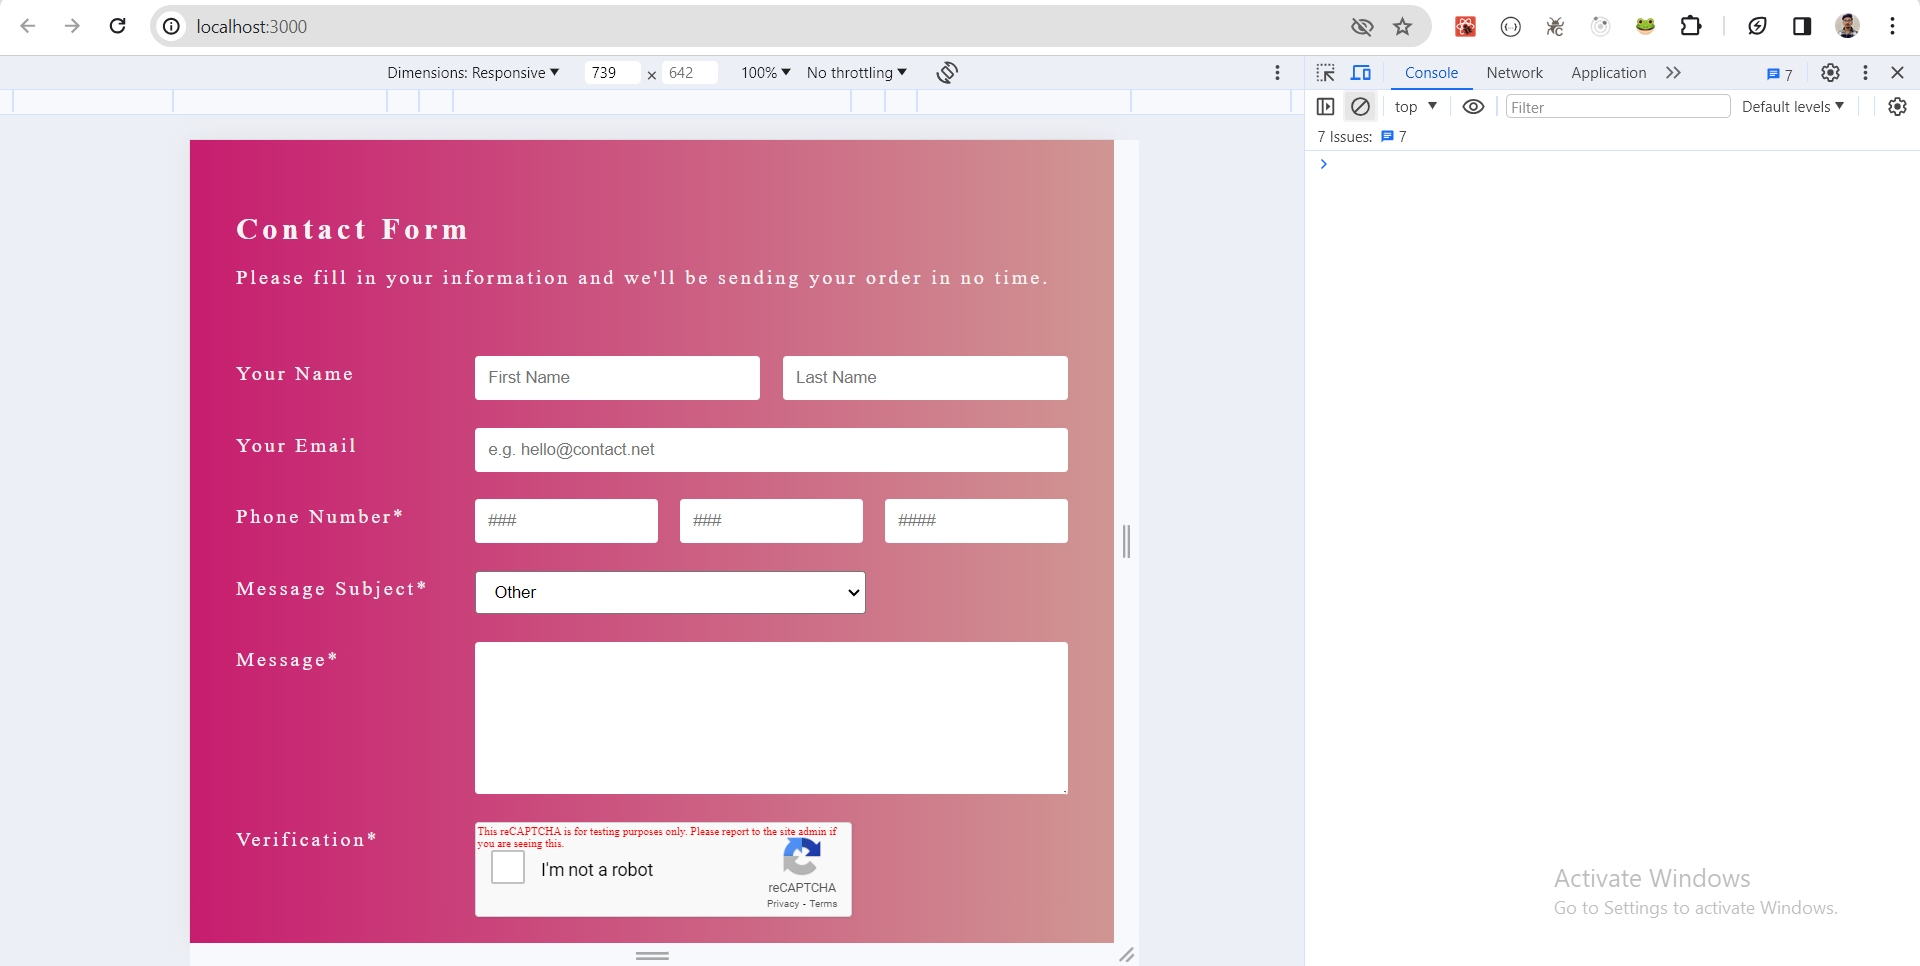 localhost:3000
Dimensions: Responsive 739 × 642 100% No throttling
Console Network Application 7
top Filter Default levels
7 Issues: 7
Contact Form
Please fill in your information and we'll be sending your order in no time.
Your Name First Name Last Name
Your Email e.g. hello@contact.net
Phone Number* ### ### ####
Message Subject* Other
Message*
Verification*
This reCAPTCHA is for testing purposes only. Please report to the site admin if
you are seeing this.
I'm not a robot
reCAPTCHA
Privacy - Terms
Activate Windows
Go to Settings to activate Windows.